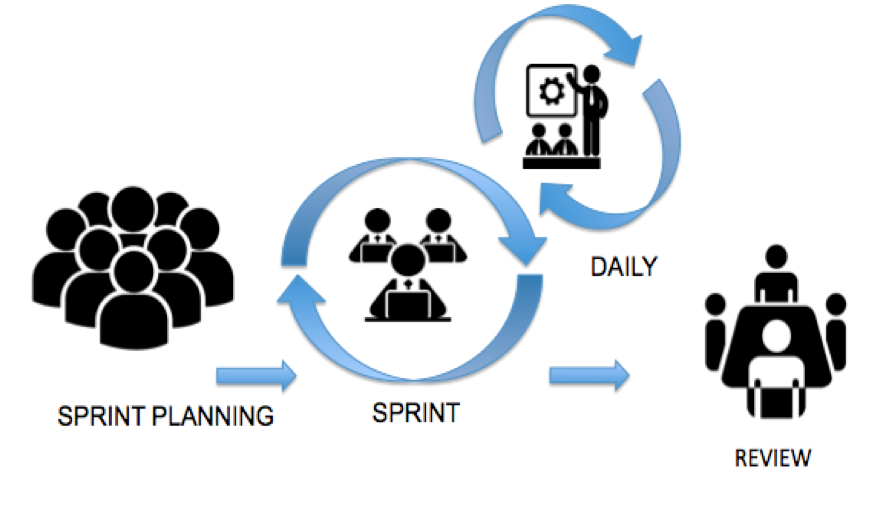 DAILY
SPRINT PLANNING
SPRINT
REVIEW